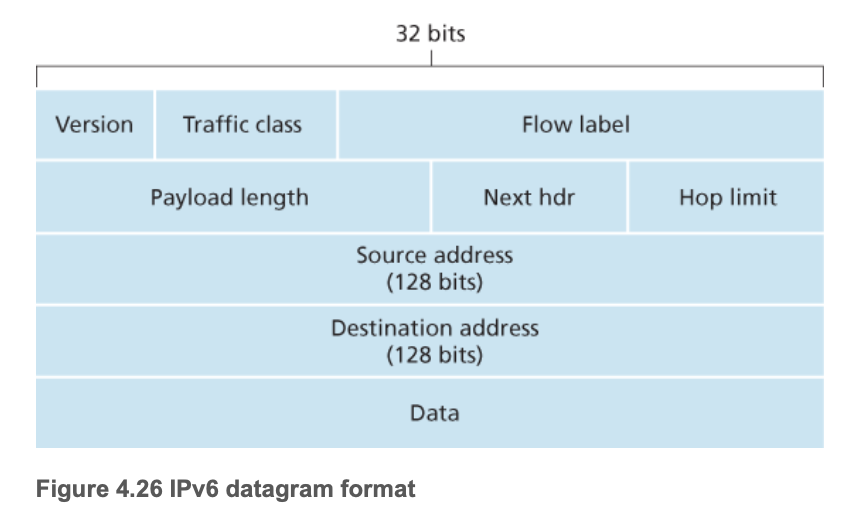 32 bits
Version Traffic class Flow label
Payload length Next hdr Hop limit
Source address
(128 bits)
Destination address
(128 bits)
Data
Figure 4.26 IPv6 datagram format